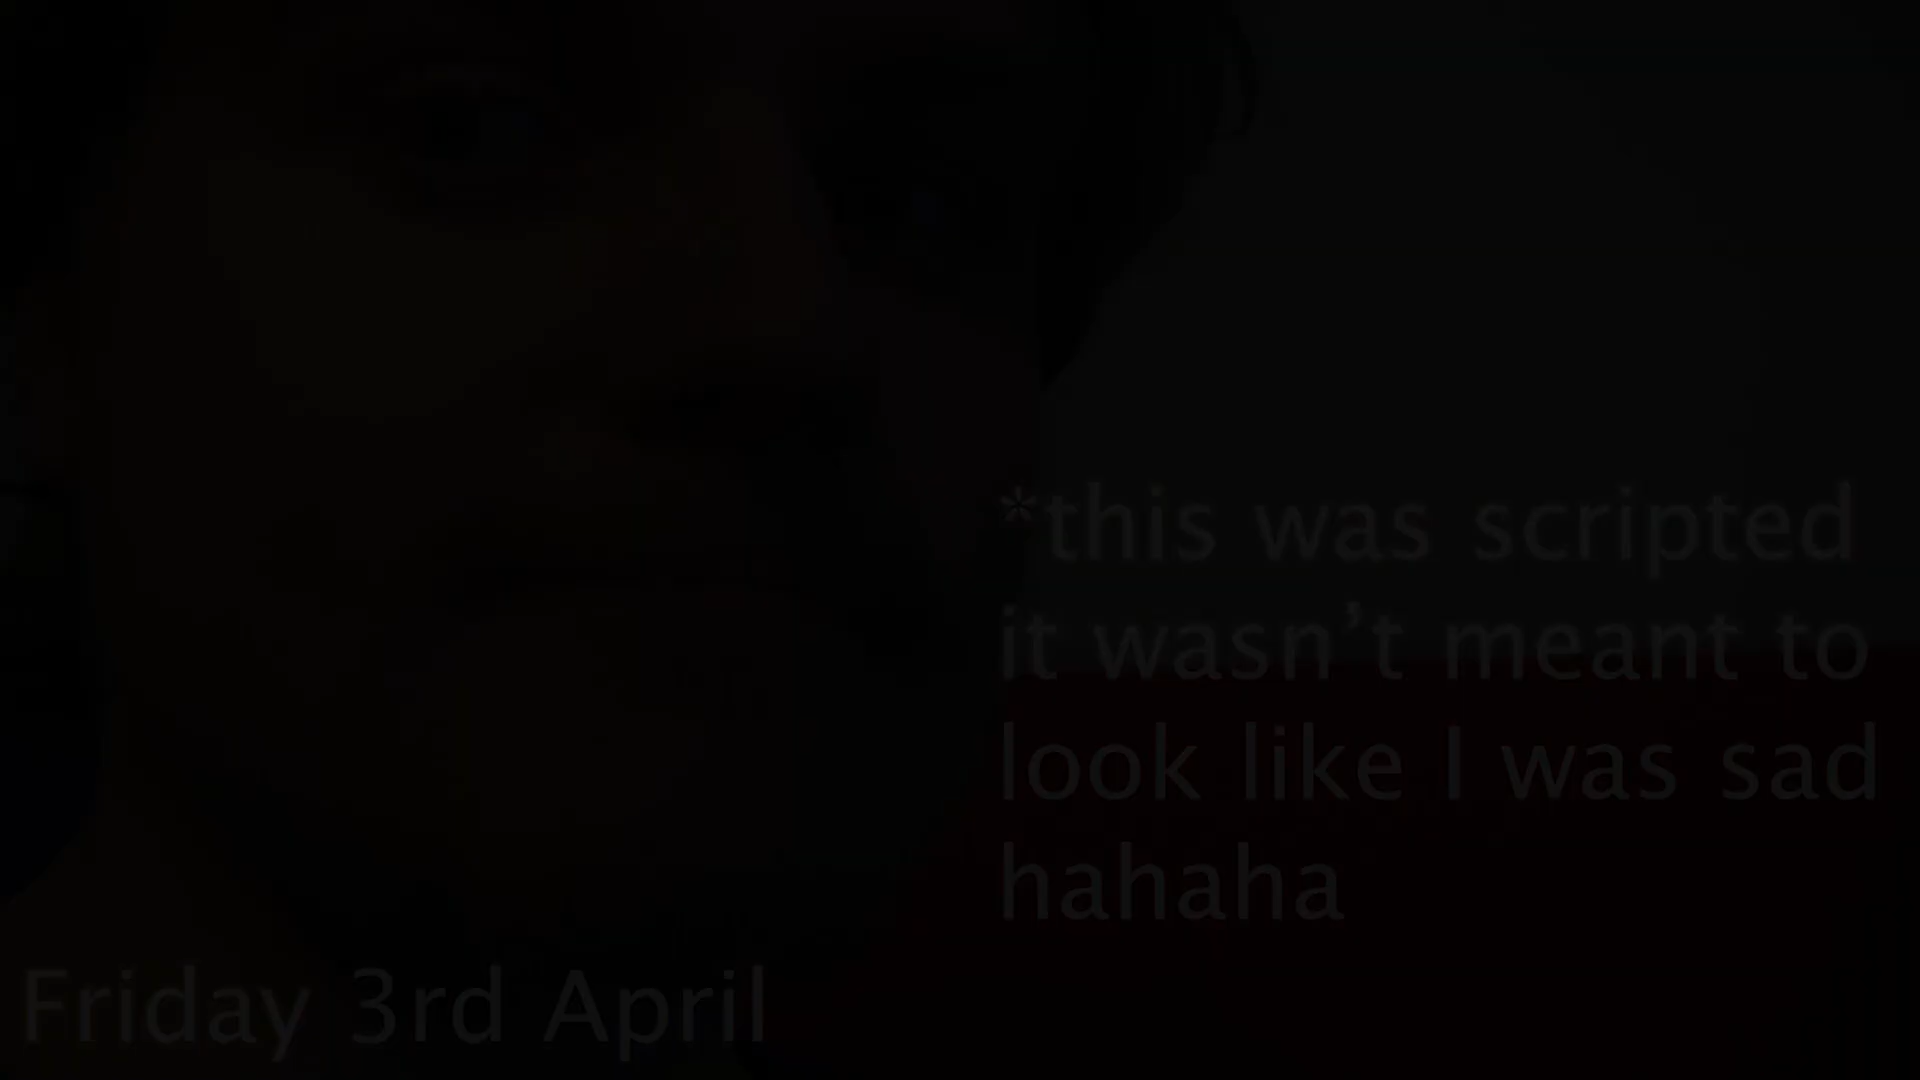 *this was scripted
it wasn’t meant to
look like I was sad
hahaha
Friday 3rd April